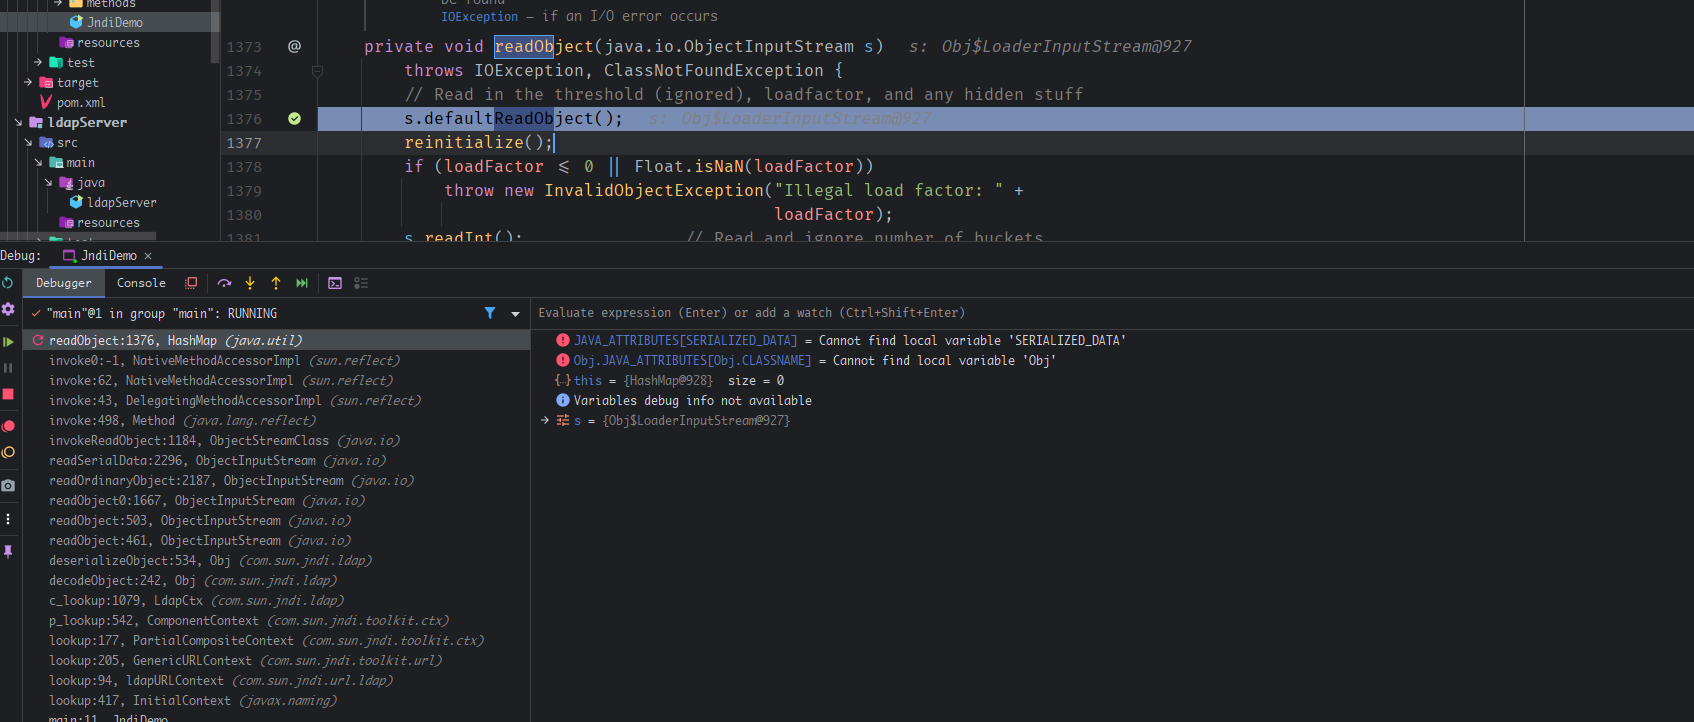 methods
JndiDemo
resources
test
target
pom.xml
ldapServer
src
main
java
ldapServer
resources
be found
IOException – if an I/O error occurs
1373 @ private void readObject(java.io.ObjectInputStream s) s: Obj$LoaderInputStream@927
1374 throws IOException, ClassNotFoundException {
1375 // Read in the threshold (ignored), loadfactor, and any hidden stuff
1376 s.defaultReadObject(); s: Obj$LoaderInputStream@927
1377 reinitialize();
1378 if (loadFactor <= 0 || Float.isNaN(loadFactor))
1379 throw new InvalidObjectException("Illegal load factor: " +
1380 loadFactor);
1381 s.readInt(); // Read and ignore number of buckets
Debug: JndiDemo ×
Debugger Console
"main"@1 in group "main": RUNNING
readObject:1376, HashMap (java.util)
invoke0:-1, NativeMethodAccessorImpl (sun.reflect)
invoke:62, NativeMethodAccessorImpl (sun.reflect)
invoke:43, DelegatingMethodAccessorImpl (sun.reflect)
invoke:498, Method (java.lang.reflect)
invokeReadObject:1184, ObjectStreamClass (java.io)
readSerialData:2296, ObjectInputStream (java.io)
readOrdinaryObject:2187, ObjectInputStream (java.io)
readObject0:1667, ObjectInputStream (java.io)
readObject:503, ObjectInputStream (java.io)
readObject:461, ObjectInputStream (java.io)
deserializeObject:534, Obj (com.sun.jndi.ldap)
decodeObject:242, Obj (com.sun.jndi.ldap)
c_lookup:1079, LdapCtx (com.sun.jndi.ldap)
p_lookup:542, ComponentContext (com.sun.jndi.toolkit.ctx)
lookup:177, PartialCompositeContext (com.sun.jndi.toolkit.ctx)
lookup:205, GenericURLContext (com.sun.jndi.toolkit.url)
lookup:94, ldapURLContext (com.sun.jndi.url.ldap)
lookup:417, InitialContext (javax.naming)
main:11, JndiDemo
Evaluate expression (Enter) or add a watch (Ctrl+Shift+Enter)
JAVA_ATTRIBUTES[SERIALIZED_DATA] = Cannot find local variable 'SERIALIZED_DATA'
Obj.JAVA_ATTRIBUTES[Obj.CLASSNAME] = Cannot find local variable 'Obj'
this = {HashMap@928} size = 0
Variables debug info not available
s = {Obj$LoaderInputStream@927}